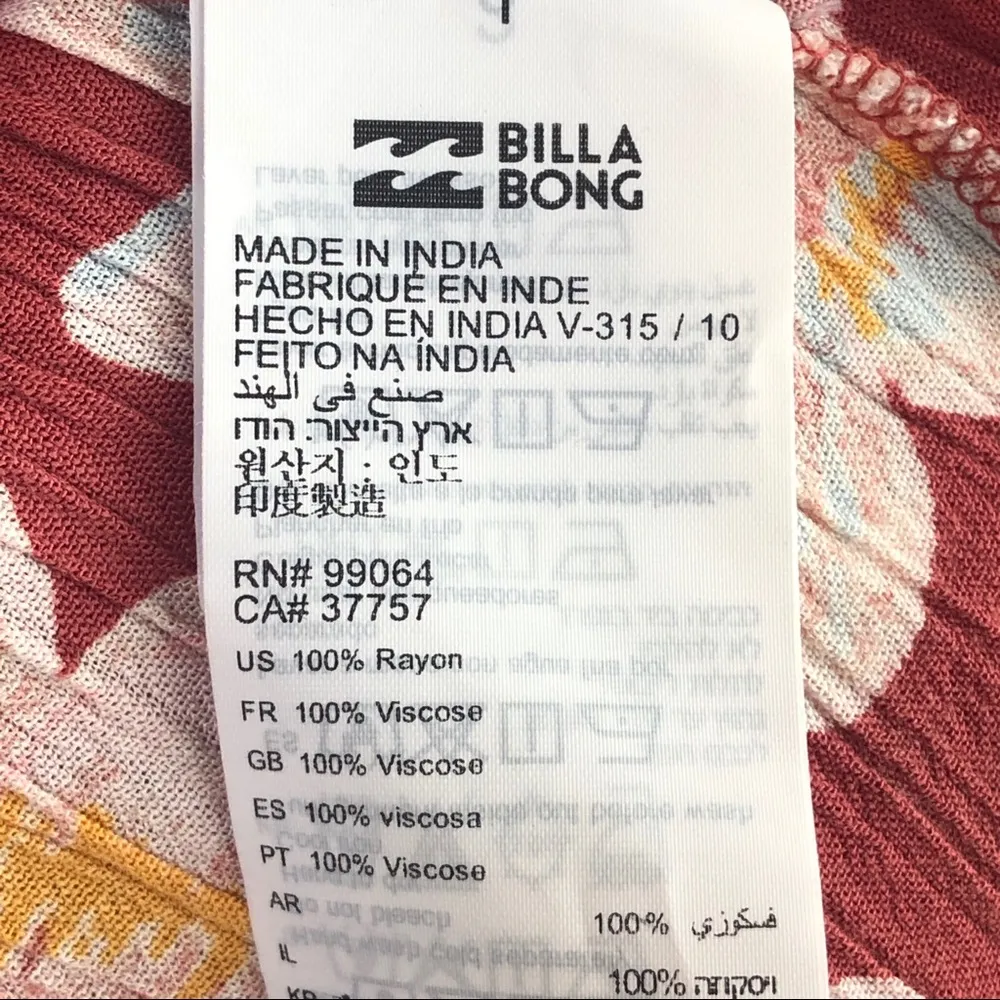 BILLA
BONG
MADE IN INDIA
FABRIQUÉ EN INDE
HECHO EN INDIA V-315 / 10
FEITO NA ÍNDIA
صنع في الهند
ארץ הייצור: הודו
원산지 : 인도
印度製造
RN# 99064
CA# 37757
US 100% Rayon
FR 100% Viscose
GB 100% Viscose
ES 100% viscosa
PT 100% Viscose
AR 100% فسكوزي
IL 100% ויסקוזה
KR